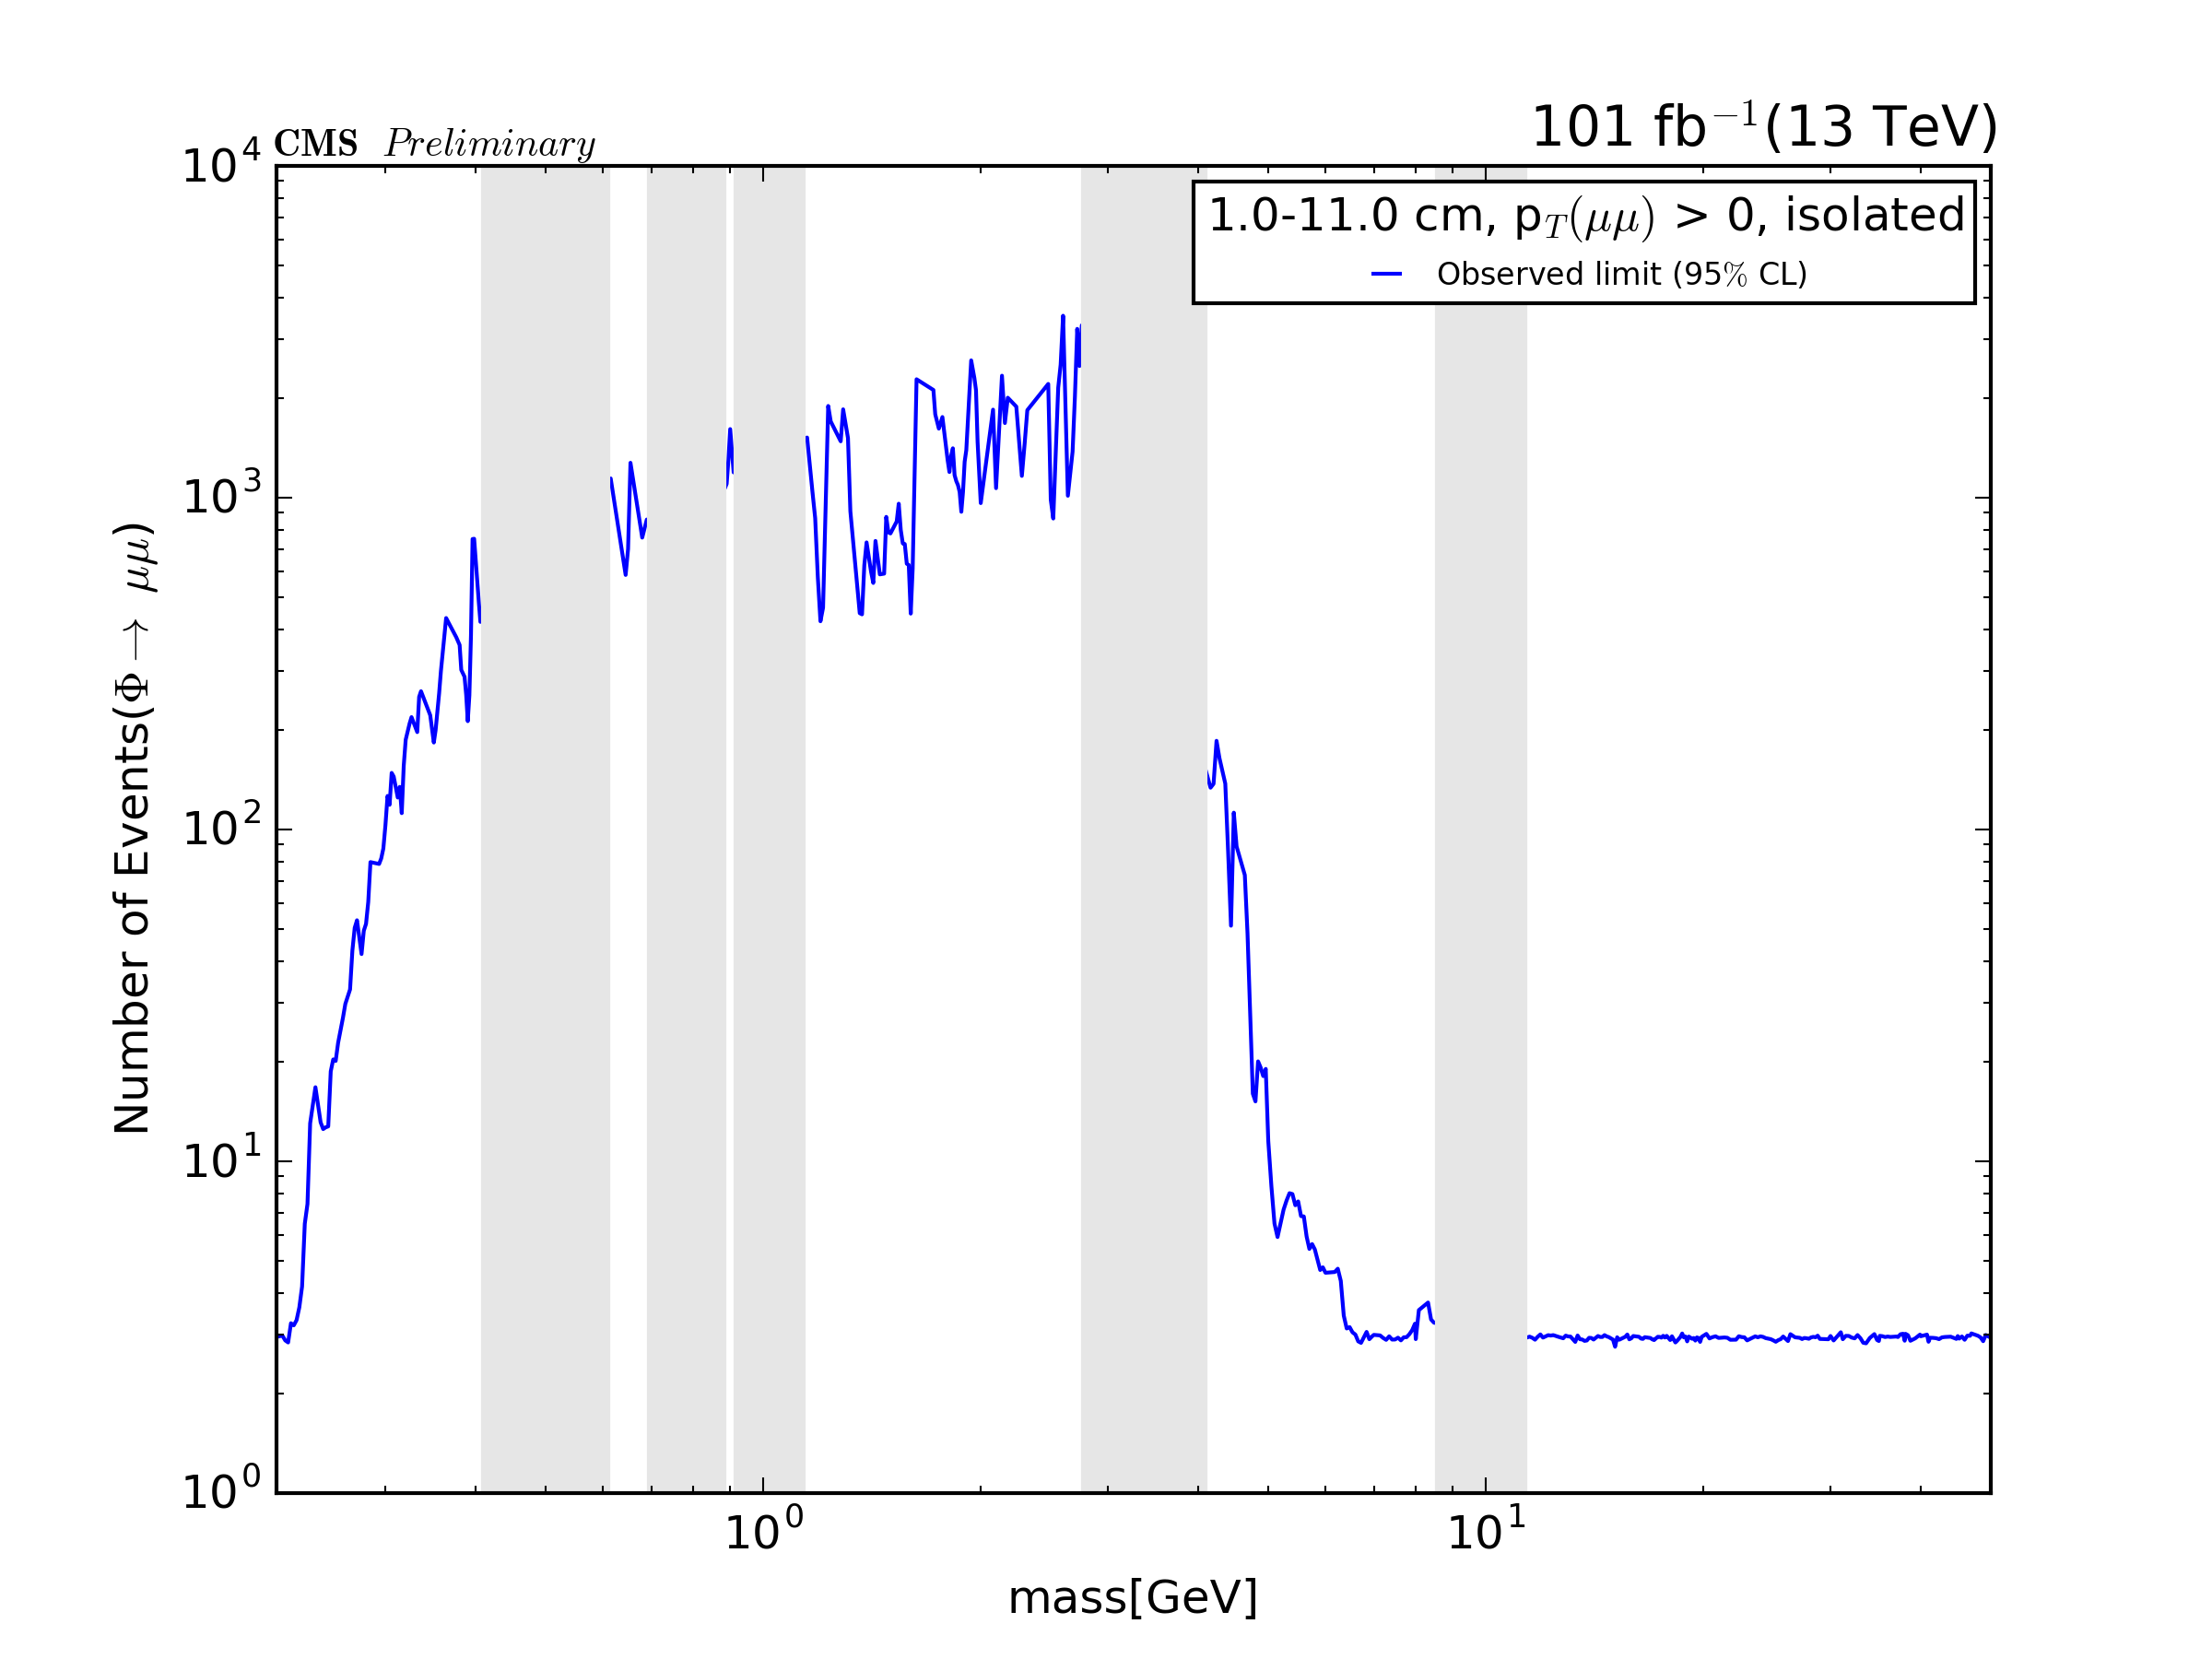 101 fb⁻¹(13 TeV)
CMS Preliminary
1.0-11.0 cm, p_T(μμ) > 0, isolated
Observed limit (95% CL)
Number of Events(Φ → μμ)
10⁴
10³
10²
10¹
10⁰
10⁰ 10¹
mass[GeV]